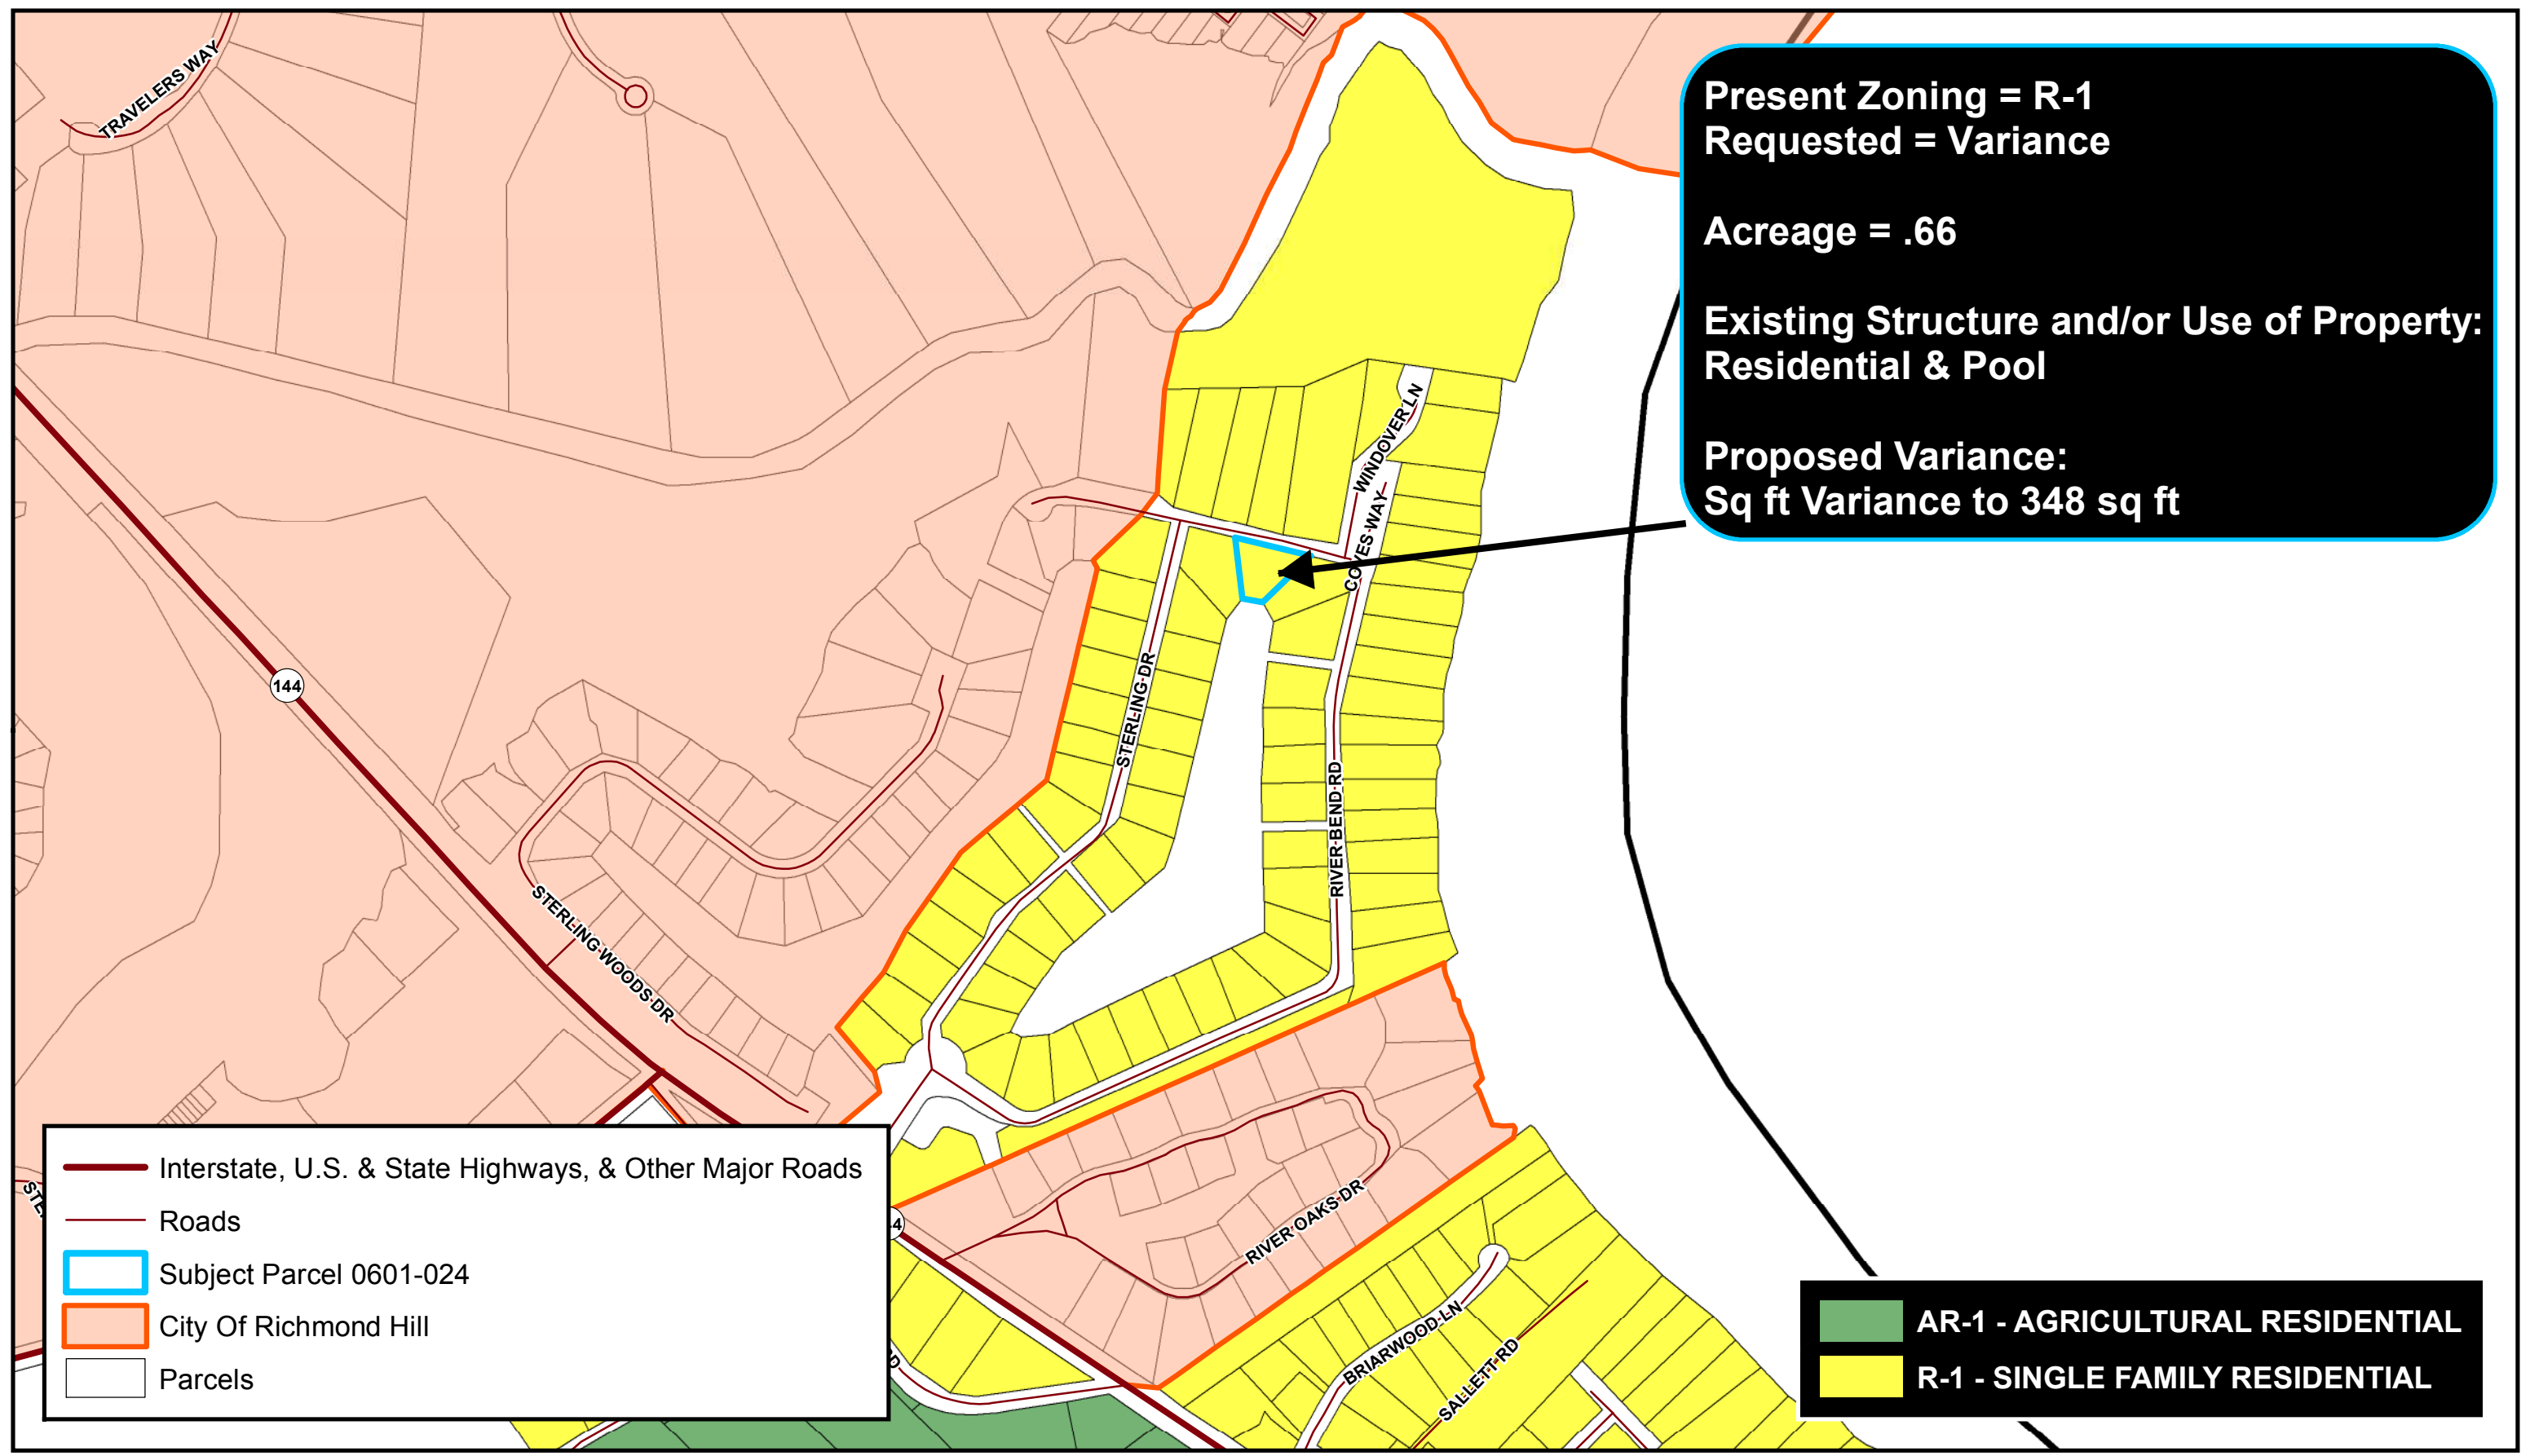 TRAVELERS WAY
Present Zoning = R-1
Requested = Variance
Acreage = .66
Existing Structure and/or Use of Property:
Residential & Pool
Proposed Variance:
Sq ft Variance to 348 sq ft
WINDOVER LN
COVES WAY
144
STERLING DR
RIVER BEND RD
STERLING WOODS DR
RIVER OAKS DR
BRIARWOOD LN
SALLETT RD
Interstate, U.S. & State Highways, & Other Major Roads
Roads
Subject Parcel 0601-024
City Of Richmond Hill
Parcels
AR-1 - AGRICULTURAL RESIDENTIAL
R-1 - SINGLE FAMILY RESIDENTIAL